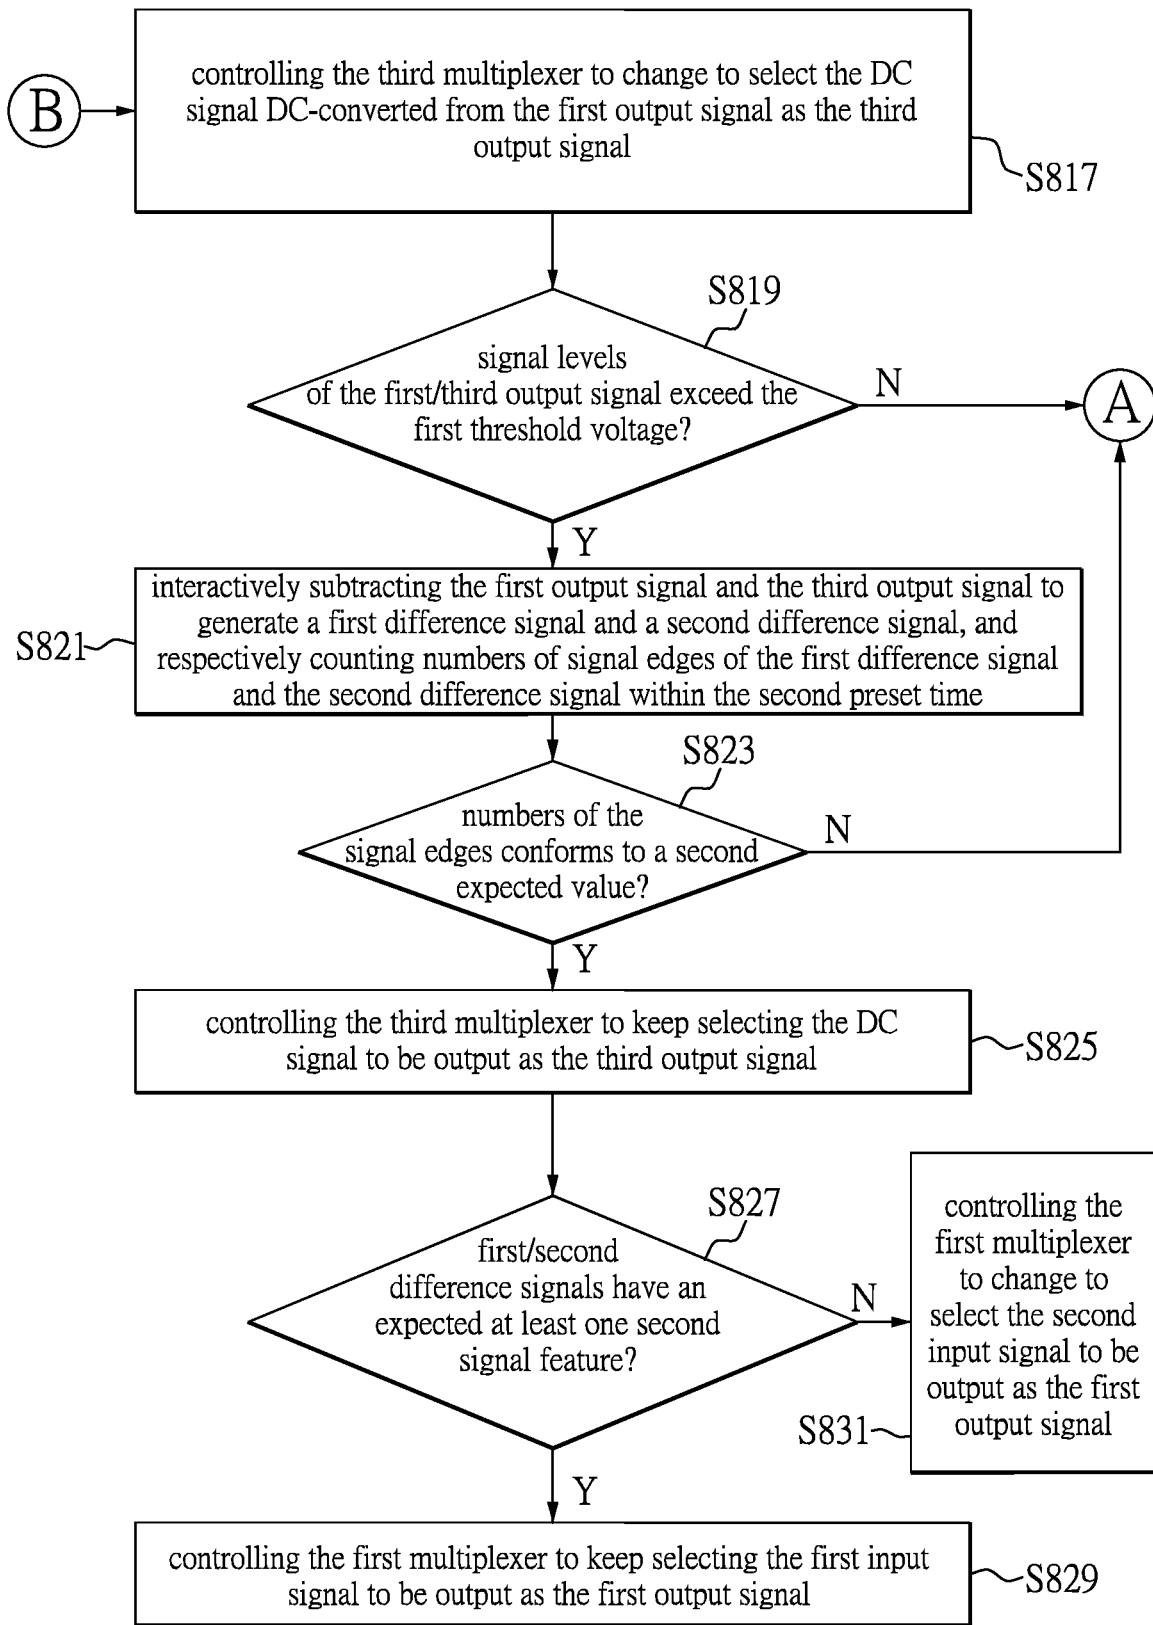 controlling the third multiplexer to change to select the DC
signal DC-converted from the first output signal as the third
output signal
B
S817
S819
signal levels
of the first/third output signal exceed the
first threshold voltage?
N
A
Y
interactively subtracting the first output signal and the third output signal to
generate a first difference signal and a second difference signal, and
respectively counting numbers of signal edges of the first difference signal
and the second difference signal within the second preset time
S821
S823
numbers of the
signal edges conforms to a second
expected value?
N
Y
controlling the third multiplexer to keep selecting the DC
signal to be output as the third output signal
S825
S827
first/second
difference signals have an
expected at least one second
signal feature?
N
controlling the
first multiplexer
to change to
select the second
input signal to be
output as the first
output signal
S831
Y
controlling the first multiplexer to keep selecting the first input
signal to be output as the first output signal
S829